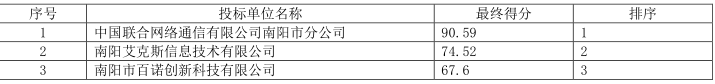 序号 投标单位名称 最终得分 排序
1 中国联合网络通信有限公司南阳市分公司 90.59 1
2 南阳艾克斯信息技术有限公司 74.52 2
3 南阳市百诺创新科技有限公司 67.6 3